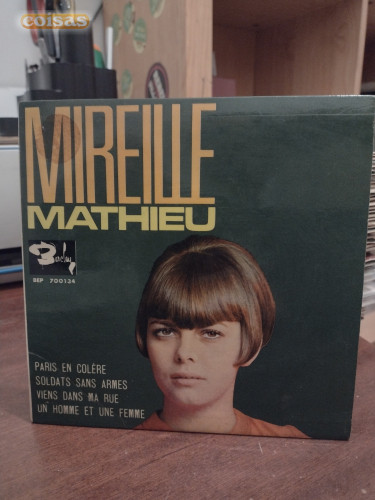 coisas
MIREILLE
MATHIEU
Barclay
BEP 700134
PARIS EN COLÈRE
SOLDATS SANS ARMES
VIENS DANS MA RUE
UN HOMME ET UNE FEMME